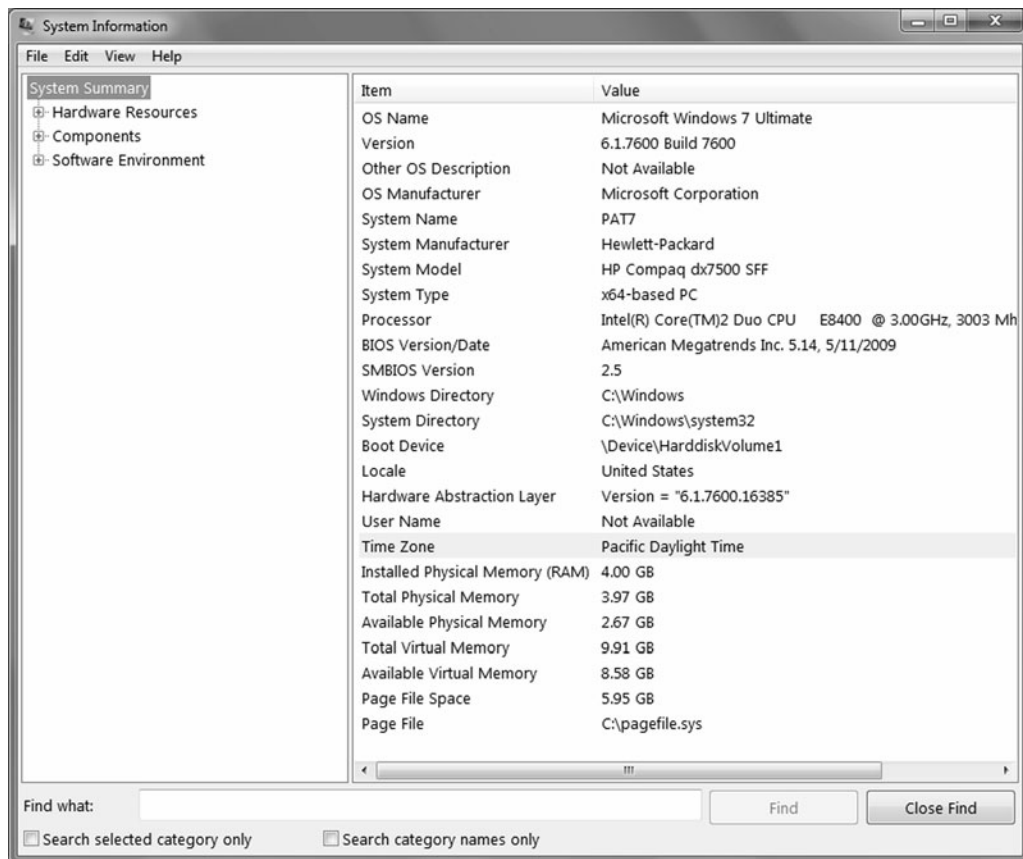 System Information
File Edit View Help
System Summary
Hardware Resources
Components
Software Environment
Item Value
OS Name Microsoft Windows 7 Ultimate
Version 6.1.7600 Build 7600
Other OS Description Not Available
OS Manufacturer Microsoft Corporation
System Name PAT7
System Manufacturer Hewlett-Packard
System Model HP Compaq dx7500 SFF
System Type x64-based PC
Processor Intel(R) Core(TM)2 Duo CPU E8400 @ 3.00GHz, 3003 Mh
BIOS Version/Date American Megatrends Inc. 5.14, 5/11/2009
SMBIOS Version 2.5
Windows Directory C:\Windows
System Directory C:\Windows\system32
Boot Device \Device\HarddiskVolume1
Locale United States
Hardware Abstraction Layer Version = "6.1.7600.16385"
User Name Not Available
Time Zone Pacific Daylight Time
Installed Physical Memory (RAM) 4.00 GB
Total Physical Memory 3.97 GB
Available Physical Memory 2.67 GB
Total Virtual Memory 9.91 GB
Available Virtual Memory 8.58 GB
Page File Space 5.95 GB
Page File C:\pagefile.sys
Find what: Find Close Find
Search selected category only Search category names only